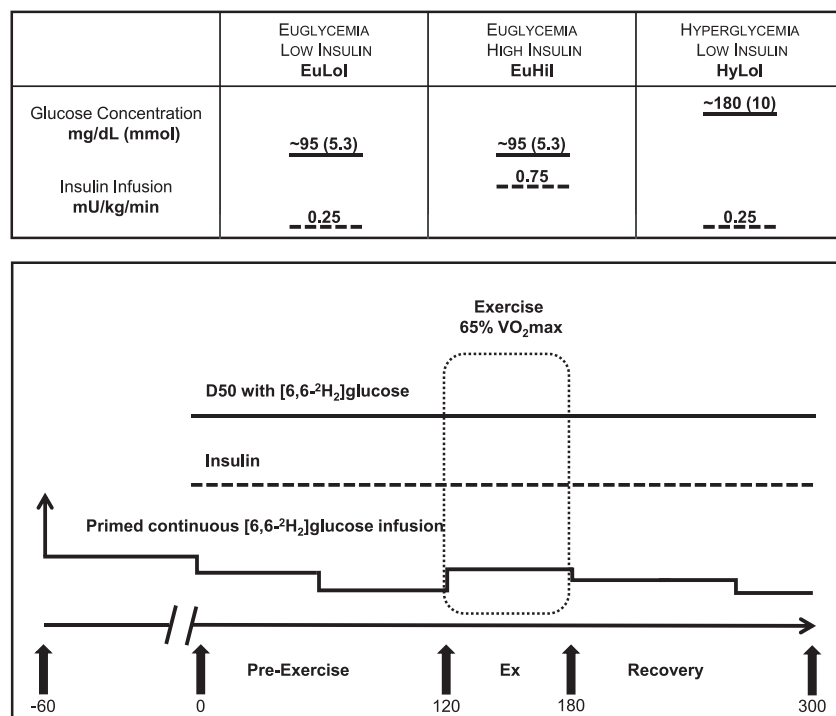 EUGLYCEMIA
LOW INSULIN
EuLoI
EUGLYCEMIA
HIGH INSULIN
EuHiI
HYPERGLYCEMIA
LOW INSULIN
HyLoI
Glucose Concentration
mg/dL (mmol)
~95 (5.3)
~95 (5.3)
~180 (10)
Insulin Infusion
mU/kg/min
0.25
0.75
0.25
Exercise
65% VO₂max
D50 with [6,6-²H₂]glucose
Insulin
Primed continuous [6,6-²H₂]glucose infusion
Pre-Exercise
Ex
Recovery
-60
0
120
180
300